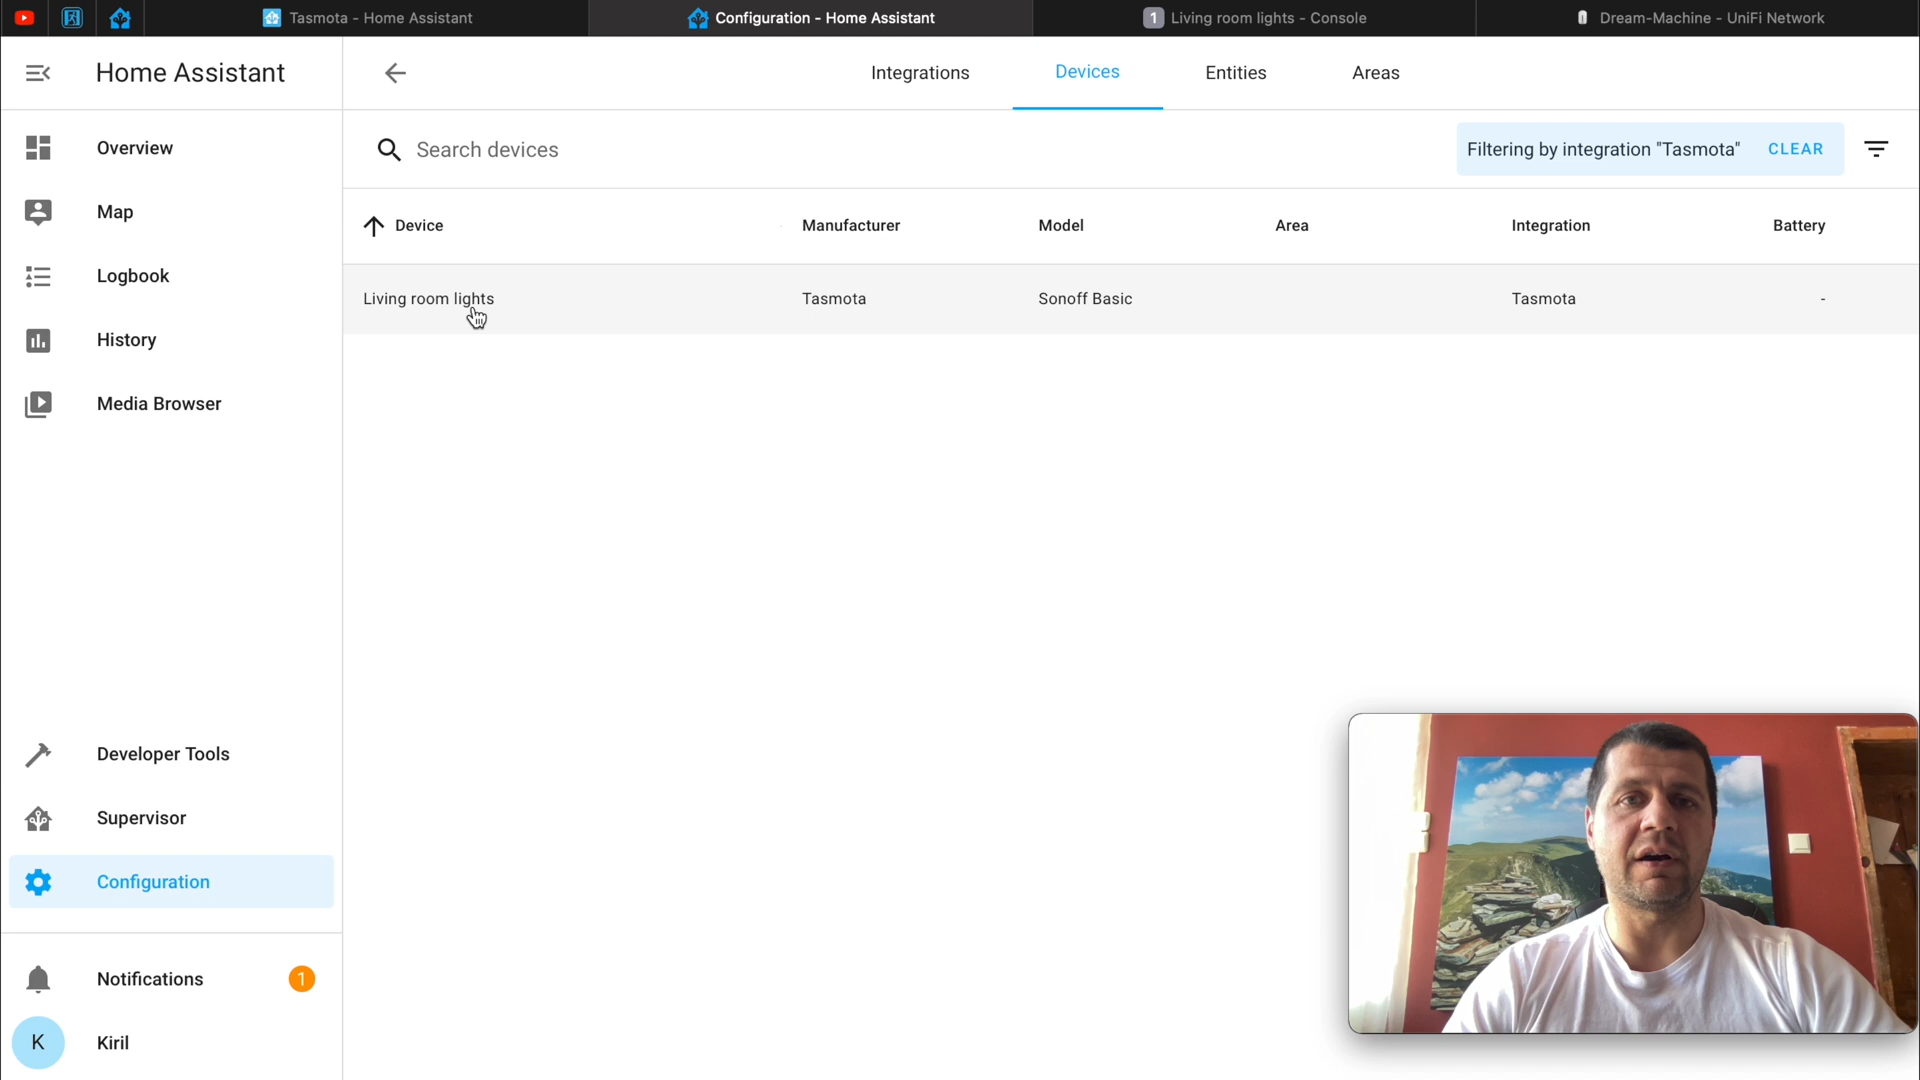 Tasmota - Home Assistant
Configuration - Home Assistant
1 Living room lights - Console
Dream-Machine - UniFi Network
Home Assistant
Integrations
Devices
Entities
Areas
Overview
Map
Logbook
History
Media Browser
Search devices
Filtering by integration "Tasmota" CLEAR
Device Manufacturer Model Area Integration Battery
Living room lights Tasmota Sonoff Basic Tasmota -
Developer Tools
Supervisor
Configuration
Notifications 1
K Kiril